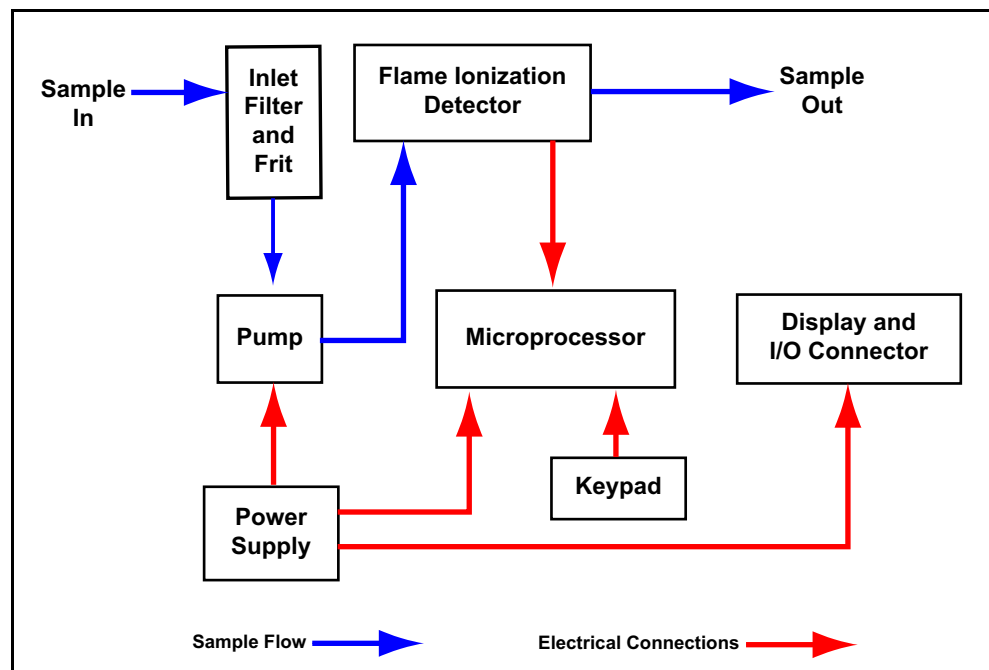 Sample
In
Inlet
Filter
and
Frit
Flame Ionization
Detector
Sample
Out
Pump
Microprocessor
Display and
I/O Connector
Power
Supply
Keypad
Sample Flow
Electrical Connections